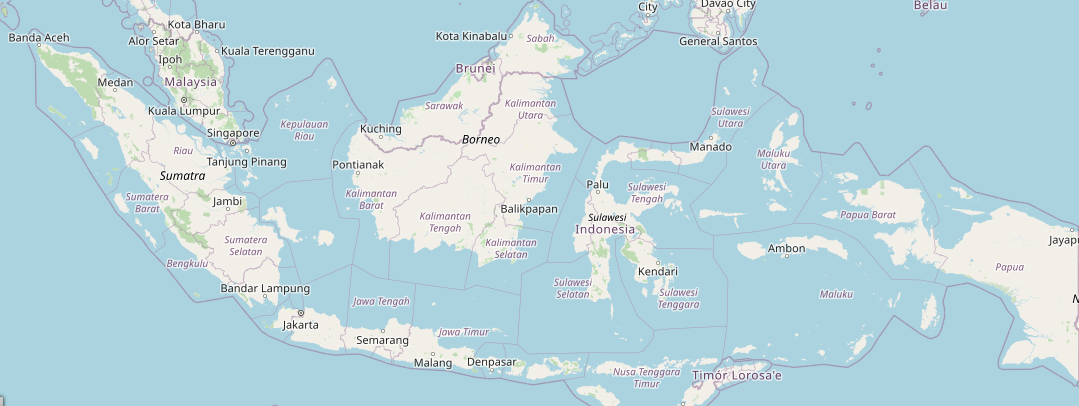 City
Davao City
Belau
Kota Bharu
Banda Aceh
Alor Setar
Kota Kinabalu
Sabah
General Santos
Kuala Terengganu
Ipoh
Brunei
Medan
Malaysia
Kuala Lumpur
Sarawak
Kalimantan
Utara
Sulawesi
Utara
Singapore
Kepulauan
Riau
Kuching
Borneo
Manado
Riau
Tanjung Pinang
Pontianak
Maluku
Utara
Sumatra
Kalimantan
Timur
Palu
Sulawesi
Tengah
Sumatera
Barat
Jambi
Kalimantan
Barat
Balikpapan
Kalimantan
Tengah
Sulawesi
Indonesia
Papua Barat
Sumatera
Selatan
Kalimantan
Selatan
Ambon
Jayapu
Bengkulu
Kendari
Papua
Bandar Lampung
Sulawesi
Selatan
Sulawesi
Tenggara
Maluku
Jawa Tengah
Jakarta
Semarang
Jawa Timur
Malang
Denpasar
Nusa Tenggara
Timur
Timór Lorosa'e